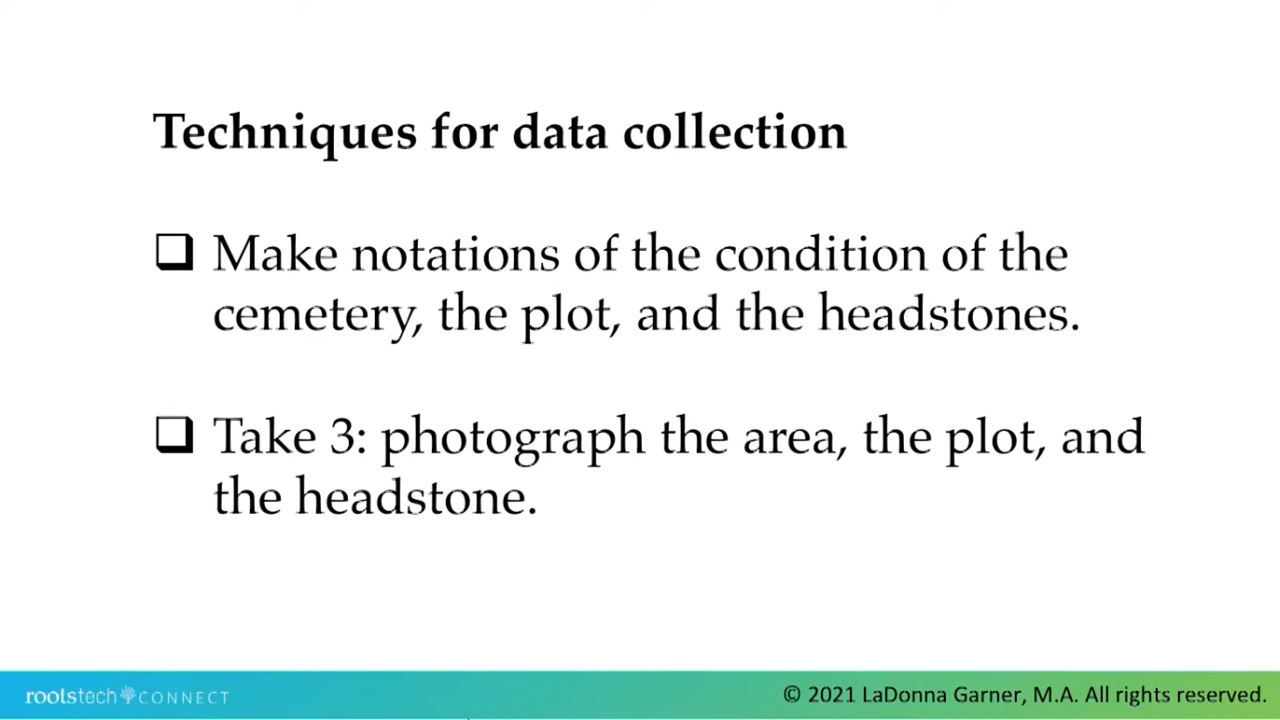 Techniques for data collection
❑ Make notations of the condition of the
cemetery, the plot, and the headstones.
❑ Take 3: photograph the area, the plot, and
the headstone.
rootstech CONNECT
© 2021 LaDonna Garner, M.A. All rights reserved.